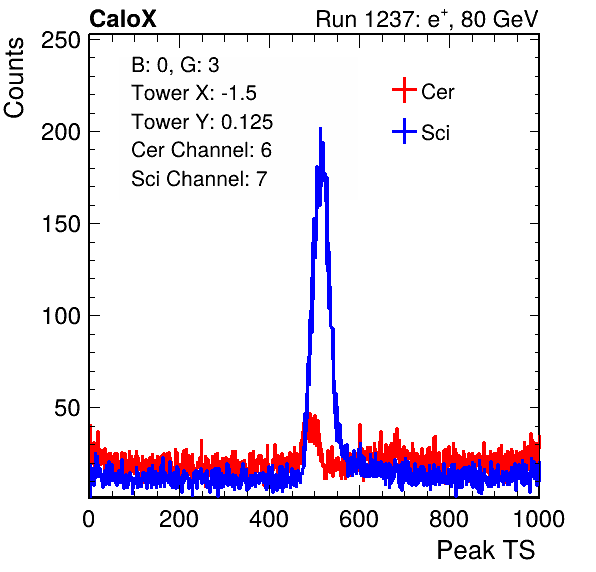 CaloX Run 1237: e⁺, 80 GeV
Counts
250
200
150
100
50
B: 0, G: 3
Tower X: -1.5
Tower Y: 0.125
Cer Channel: 6
Sci Channel: 7
Cer
Sci
0 200 400 600 800 1000
Peak TS